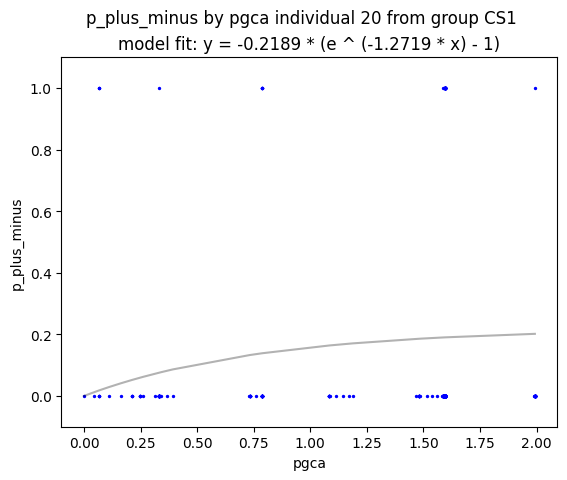 p_plus_minus by pgca individual 20 from group CS1
model fit: y = -0.2189 * (e ^ (-1.2719 * x) - 1)
1.0
0.8
0.6
0.4
0.2
0.0
p_plus_minus
0.00 0.25 0.50 0.75 1.00 1.25 1.50 1.75 2.00
pgca